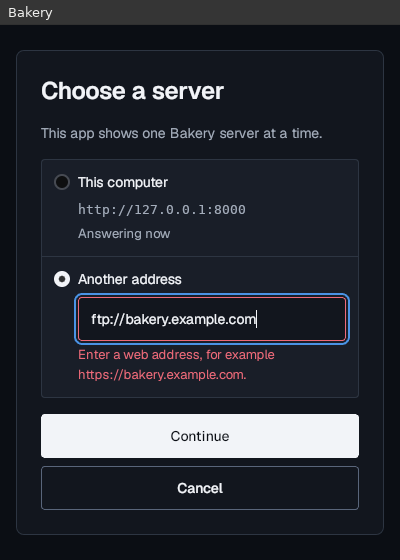 Bakery
Choose a server
This app shows one Bakery server at a time.
This computer
http://127.0.0.1:8000
Answering now
Another address
ftp://bakery.example.com
Enter a web address, for example
https://bakery.example.com.
Continue
Cancel